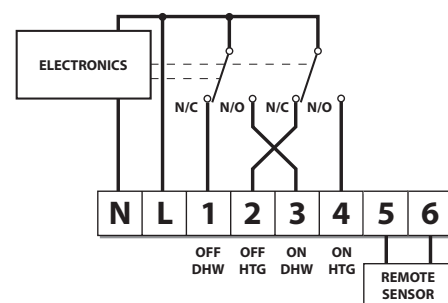 ELECTRONICS
N/C N/O N/C N/O
N L 1 2 3 4 5 6
OFF OFF ON ON
DHW HTG DHW HTG
REMOTE
SENSOR